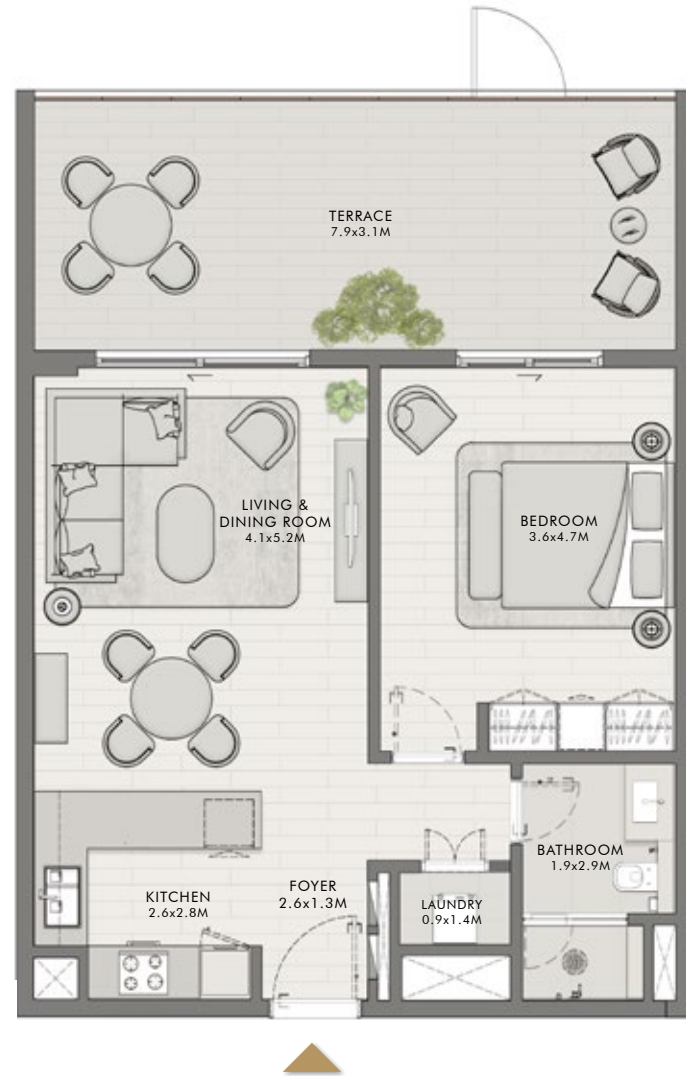 TERRACE
7.9x3.1M
LIVING &
DINING ROOM
4.1x5.2M
BEDROOM
3.6x4.7M
BATHROOM
1.9x2.9M
KITCHEN
2.6x2.8M
FOYER
2.6x1.3M
LAUNDRY
0.9x1.4M